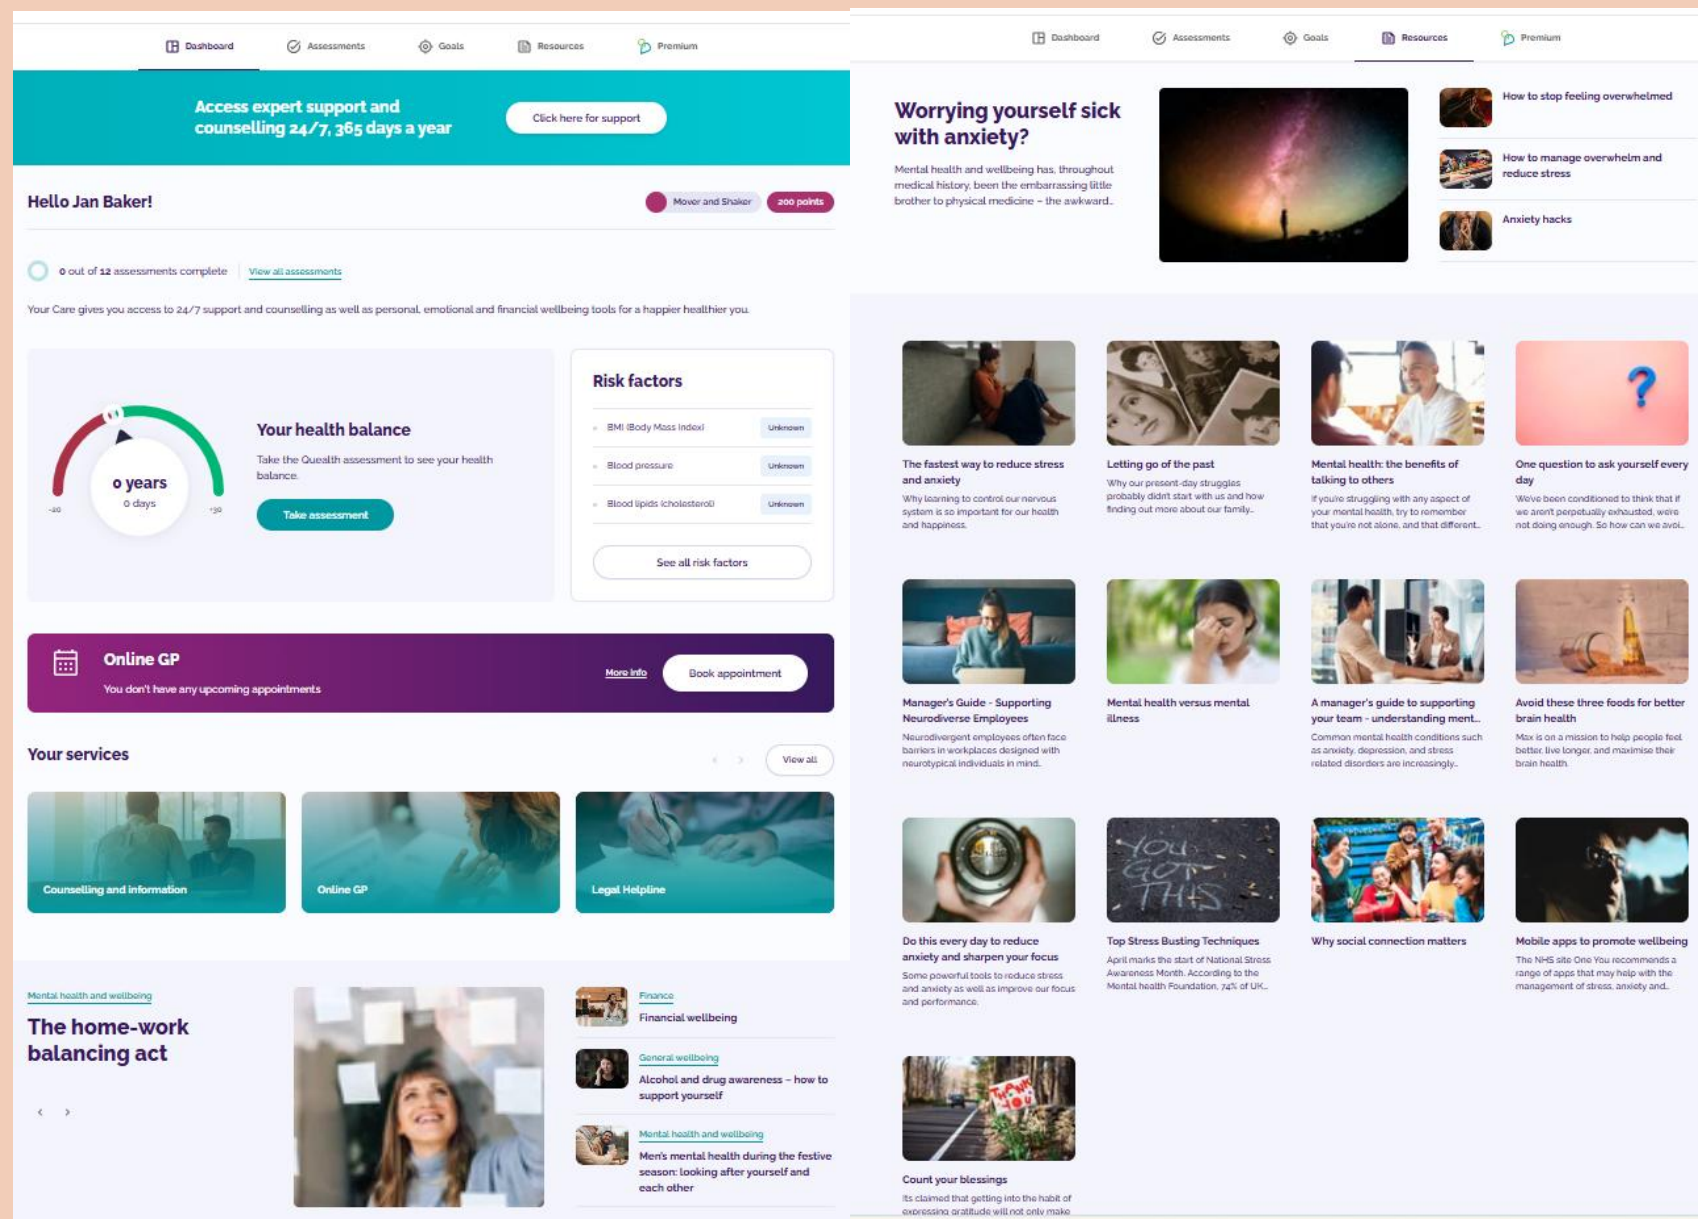 Dashboard
Assessments
Goals
Resources
Premium
Access expert support and
counselling 24/7, 365 days a year
Click here for support
Hello Jan Baker!
Mover and Shaker
200 points
0 out of 12 assessments complete
View all assessments
Your Care gives you access to 24/7 support and counselling as well as personal, emotional and financial wellbeing tools for a happier healthier you.
0 years
0 days
-20
+30
Your health balance
Take the Quealth assessment to see your health
balance.
Take assessment
Risk factors
BMI (Body Mass Index)
Unknown
Blood pressure
Unknown
Blood lipids (cholesterol)
Unknown
See all risk factors
Online GP
You don't have any upcoming appointments
More info
Book appointment
Your services
View all
Counselling and information
Online GP
Legal Helpline
Mental health and wellbeing
The home-work
balancing act
Finance
Financial wellbeing
General wellbeing
Alcohol and drug awareness – how to
support yourself
Mental health and wellbeing
Men's mental health during the festive
season: looking after yourself and
each other
Dashboard
Assessments
Goals
Resources
Premium
Worrying yourself sick
with anxiety?
Mental health and wellbeing has, throughout
medical history, been the embarrassing little
brother to physical medicine – the awkward...
How to stop feeling overwhelmed
How to manage overwhelm and
reduce stress
Anxiety hacks
The fastest way to reduce stress
and anxiety
Why learning to control our nervous
system is so important for our health
and happiness.
Letting go of the past
Why our present-day struggles
probably didn't start with us and how
finding out more about our family...
Mental health: the benefits of
talking to others
If you're struggling with any aspect of
your mental health, try to remember
that you're not alone, and that different...
One question to ask yourself every
day
We've been conditioned to think that if
we aren't perpetually exhausted, we're
not doing enough. So how can we avoi...
Manager's Guide - Supporting
Neurodiverse Employees
Neurodivergent employees often face
barriers in workplaces designed with
neurotypical individuals in mind...
Mental health versus mental
illness
A manager's guide to supporting
your team - understanding ment...
Common mental health conditions such
as anxiety, depression, and stress
related disorders are increasingly...
Avoid these three foods for better
brain health
Max is on a mission to help people feel
better, live longer, and maximise their
brain health.
Do this every day to reduce
anxiety and sharpen your focus
Some powerful tools to reduce stress
and anxiety as well as improve our focus
and performance.
YOU
GOT
THIS
Top Stress Busting Techniques
April marks the start of National Stress
Awareness Month. According to the
Mental health Foundation, 74% of UK...
Why social connection matters
Mobile apps to promote wellbeing
The NHS site One You recommends a
range of apps that may help with the
management of stress, anxiety and...
THANK
YOU
Count your blessings
Its claimed that getting into the habit of
expressing gratitude will not only make